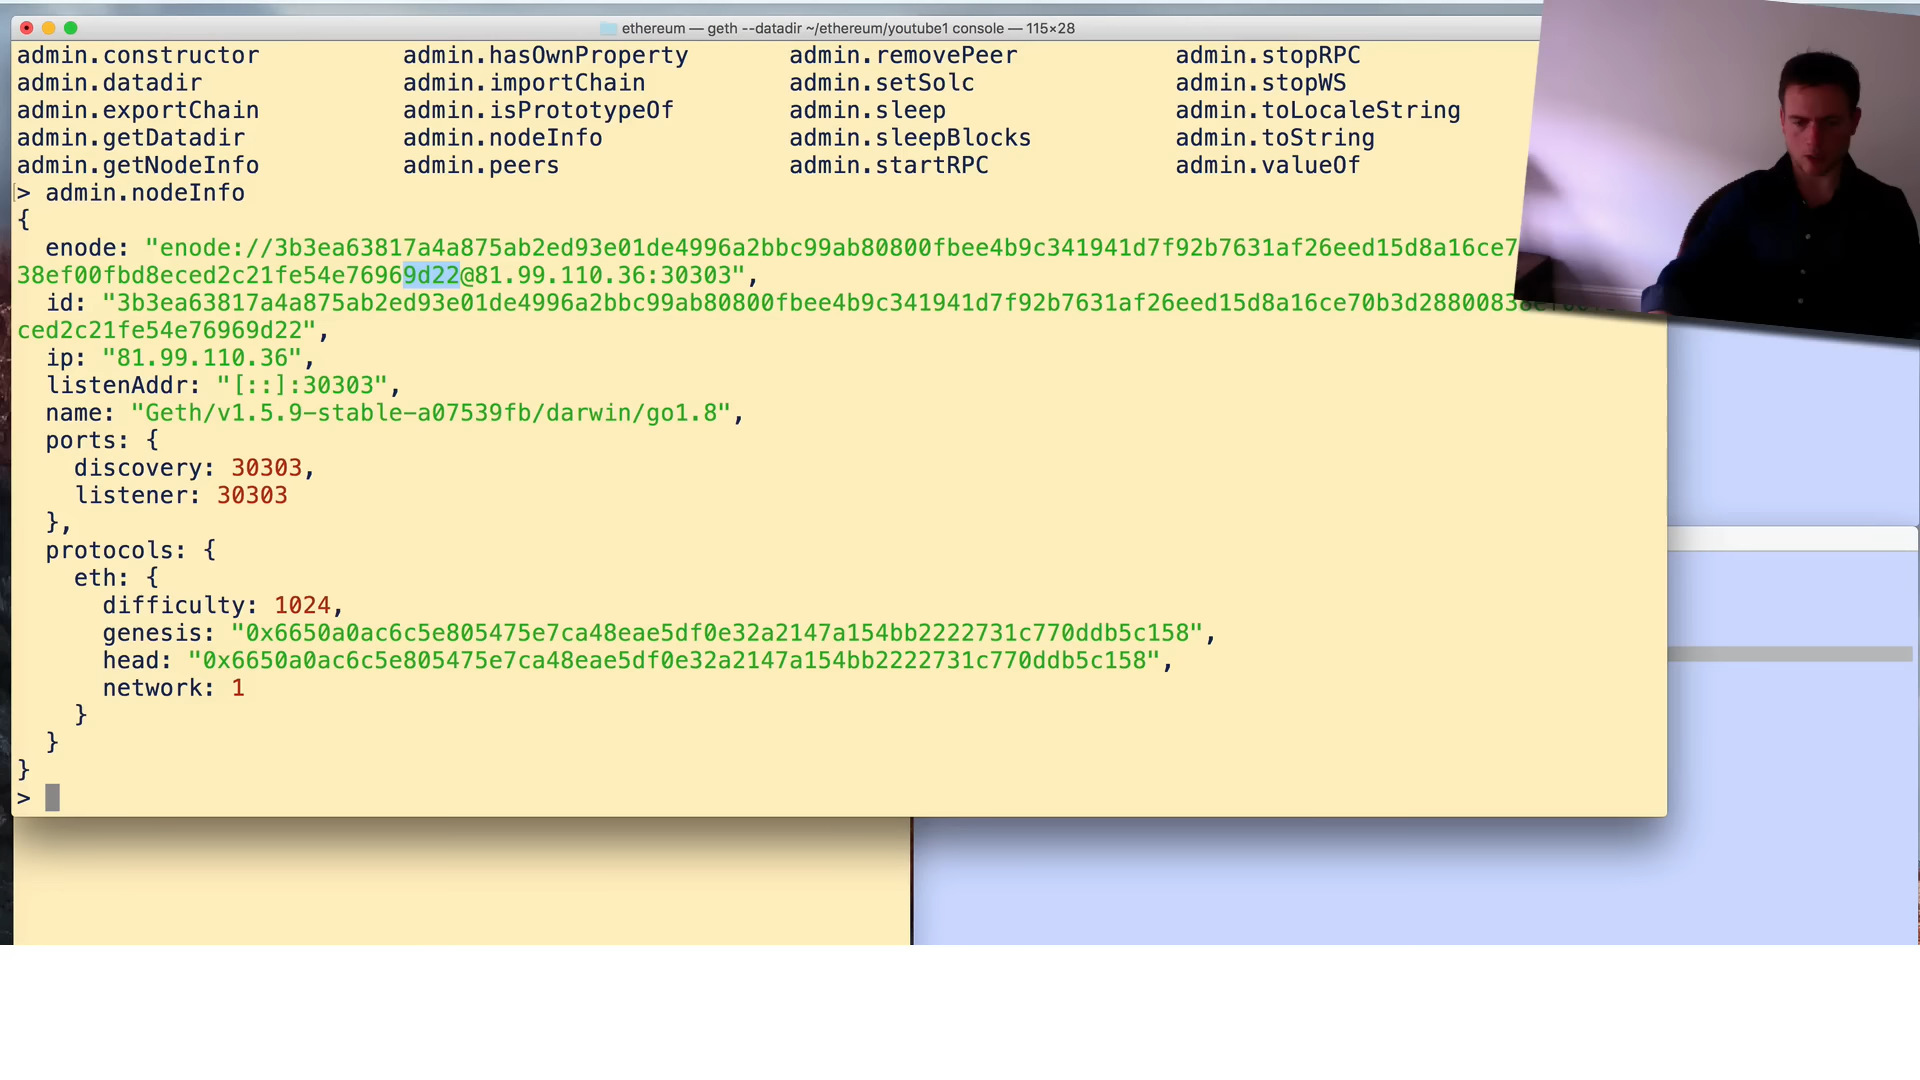 ethereum — geth --datadir ~/ethereum/youtube1 console — 115×28
admin.constructor admin.hasOwnProperty admin.removePeer admin.stopRPC
admin.datadir admin.importChain admin.setSolc admin.stopWS
admin.exportChain admin.isPrototypeOf admin.sleep admin.toLocaleString
admin.getDatadir admin.nodeInfo admin.sleepBlocks admin.toString
admin.getNodeInfo admin.peers admin.startRPC admin.valueOf
> admin.nodeInfo
{
enode: "enode://3b3ea63817a4a875ab2ed93e01de4996a2bbc99ab80800fbee4b9c341941d7f92b7631af26eed15d8a16ce7
38ef00fbd8eced2c21fe54e76969d22@81.99.110.36:30303",
id: "3b3ea63817a4a875ab2ed93e01de4996a2bbc99ab80800fbee4b9c341941d7f92b7631af26eed15d8a16ce70b3d2880083
ced2c21fe54e76969d22",
ip: "81.99.110.36",
listenAddr: "[::]:30303",
name: "Geth/v1.5.9-stable-a07539fb/darwin/go1.8",
ports: {
discovery: 30303,
listener: 30303
},
protocols: {
eth: {
difficulty: 1024,
genesis: "0x6650a0ac6c5e805475e7ca48eae5df0e32a2147a154bb2222731c770ddb5c158",
head: "0x6650a0ac6c5e805475e7ca48eae5df0e32a2147a154bb2222731c770ddb5c158",
network: 1
}
}
}
>